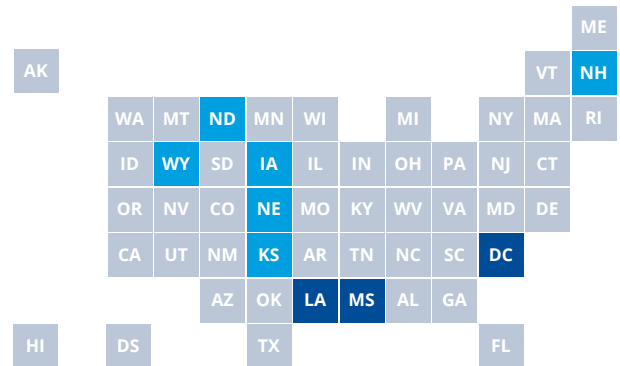 ME
AK VT NH
WA MT ND MN WI MI NY MA RI
ID WY SD IA IL IN OH PA NJ CT
OR NV CO NE MO KY WV VA MD DE
CA UT NM KS AR TN NC SC DC
AZ OK LA MS AL GA
HI DS TX FL